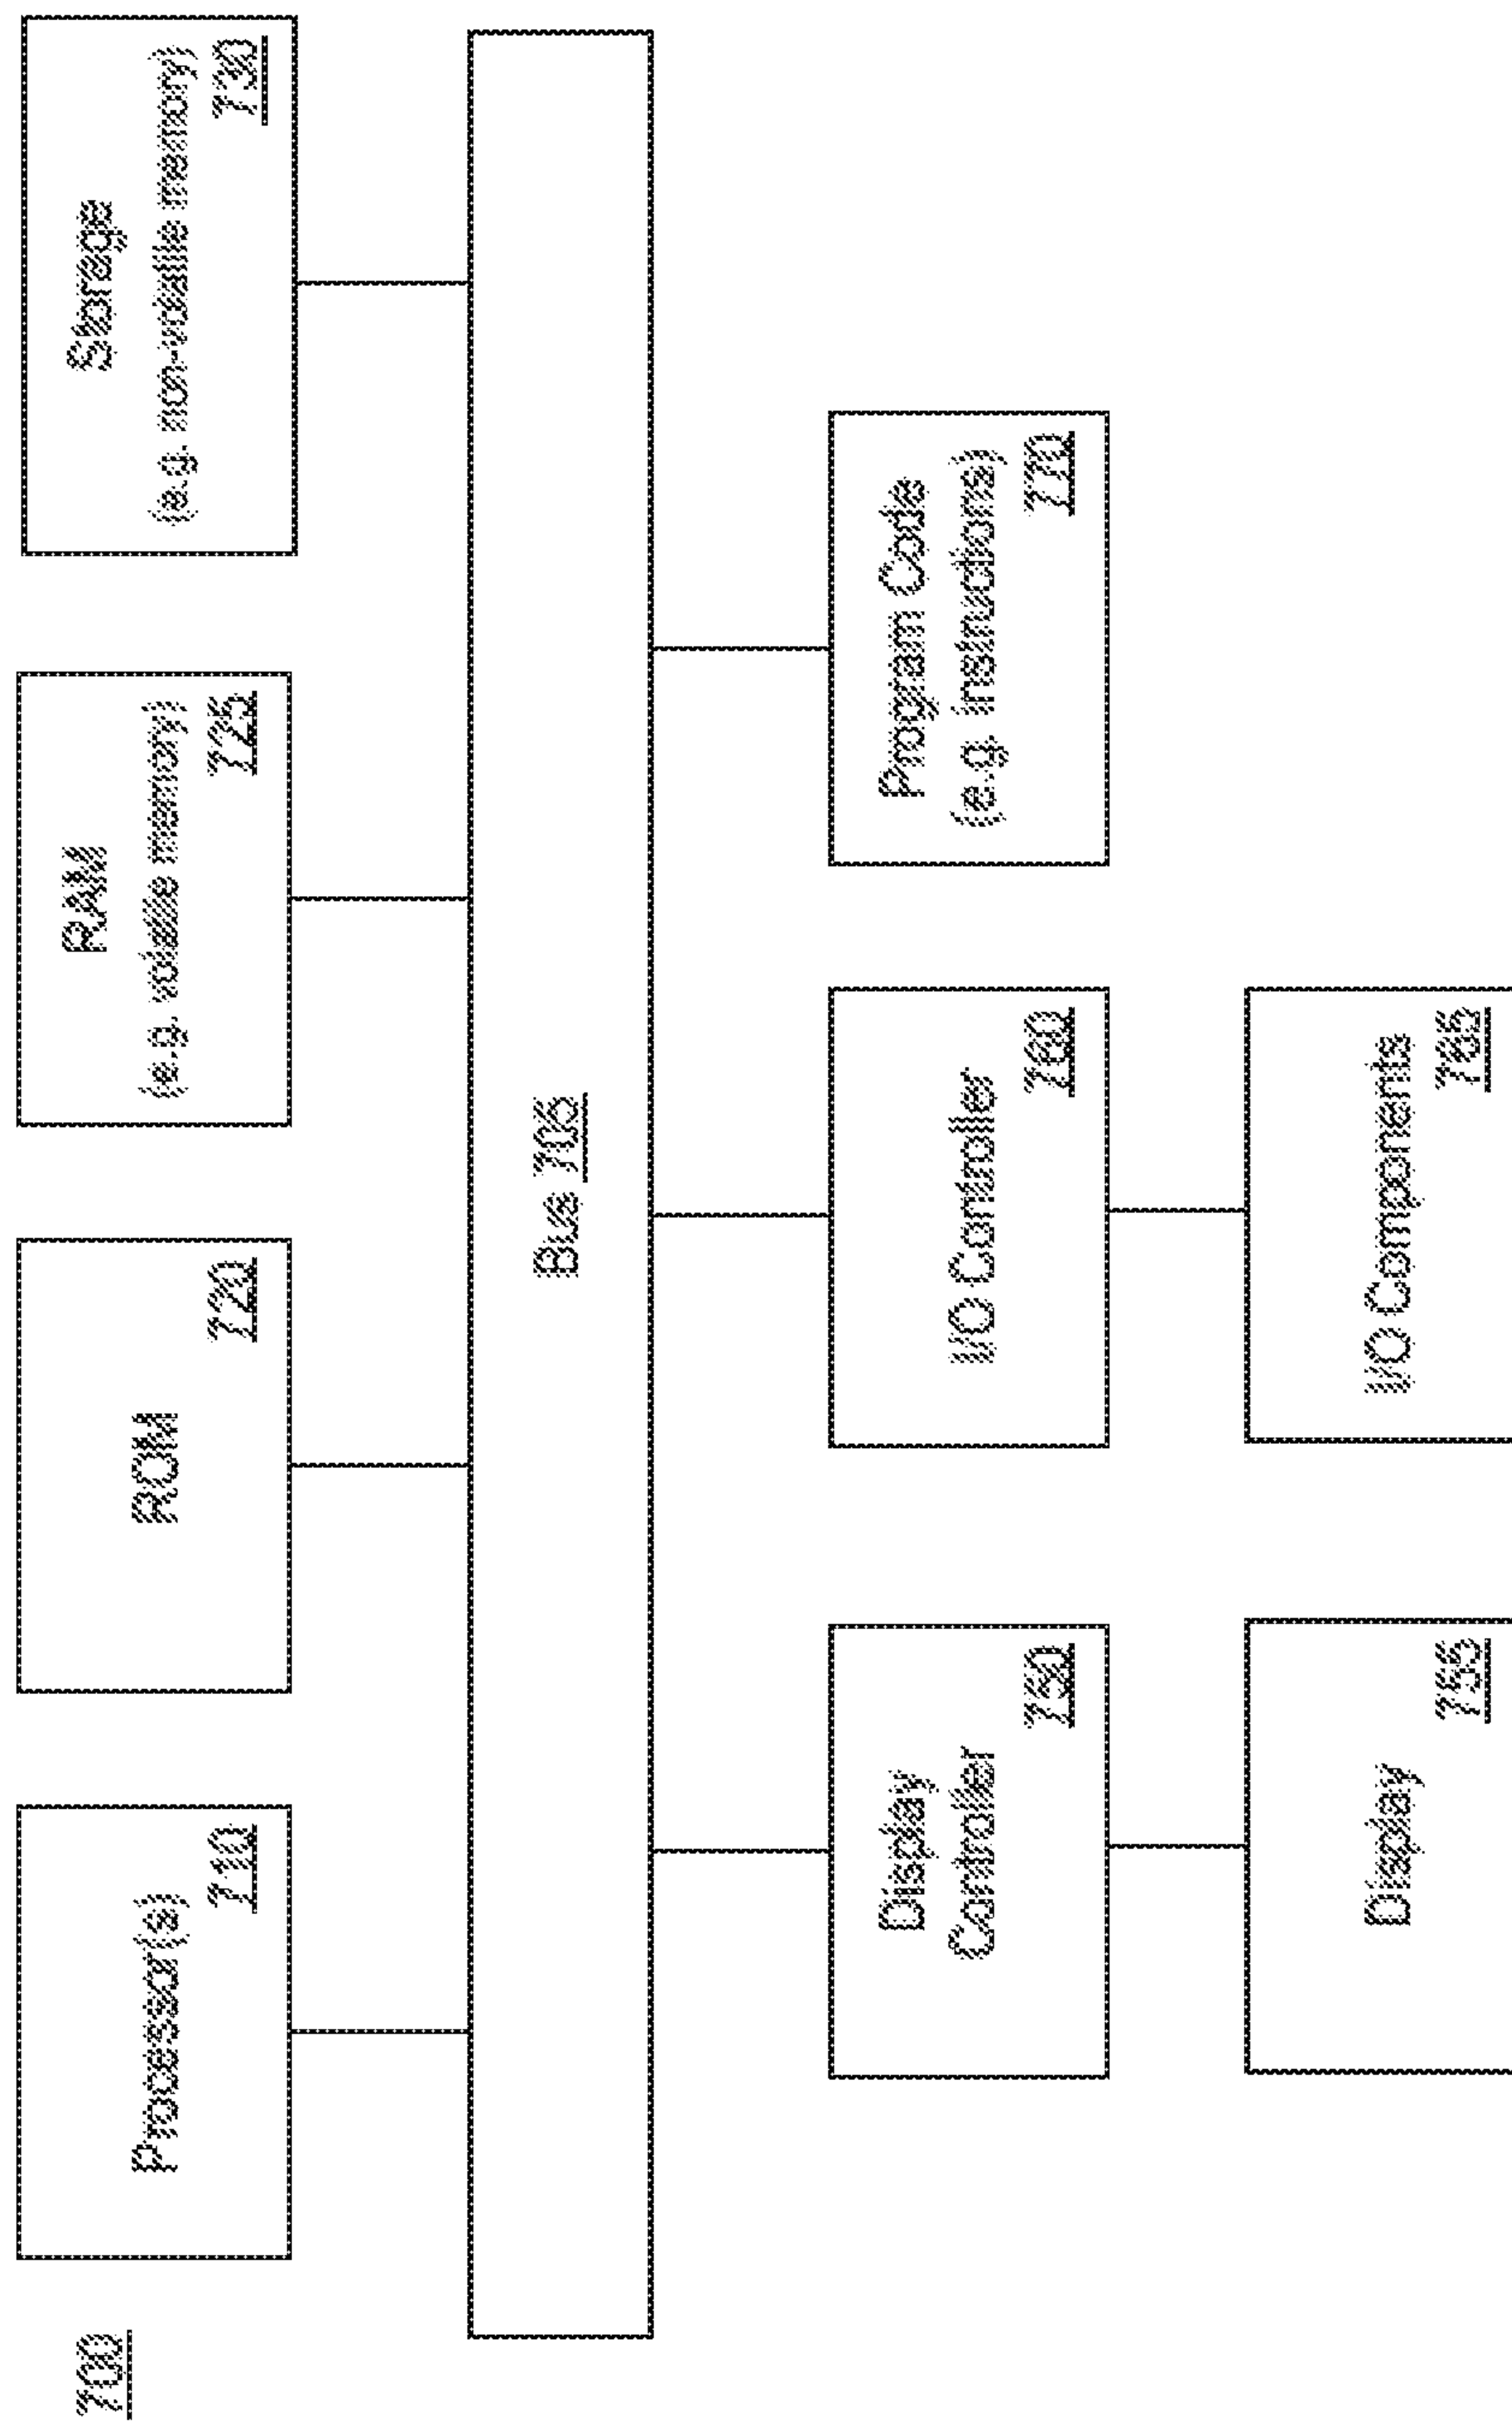 700
Processor(s)
710
ROM
720
RAM
(e.g. volatile memory)
725
Storage
(e.g. non-volatile memory)
730
Bus 705
Display
Controller
750
I/O Controller
760
Program Code
(e.g. instructions)
770
Display
755
I/O Components
765